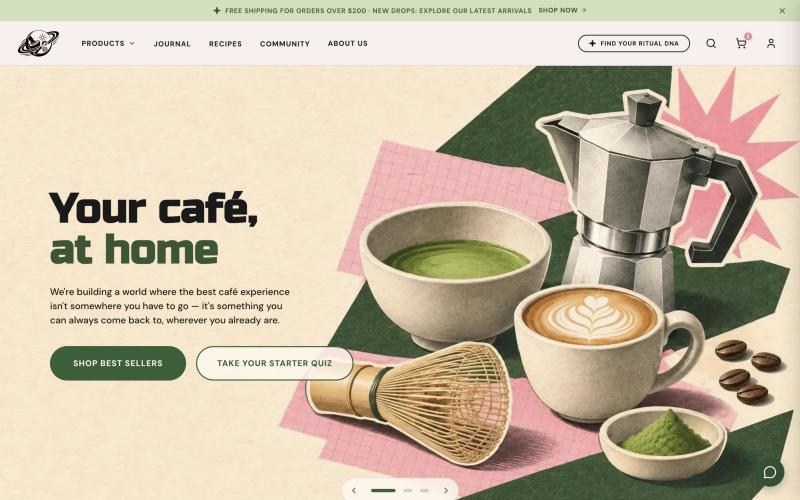 FREE SHIPPING FOR ORDERS OVER $200 · NEW DROPS: EXPLORE OUR LATEST ARRIVALS SHOP NOW →
PRODUCTS
JOURNAL
RECIPES
COMMUNITY
ABOUT US
FIND YOUR RITUAL DNA
Your café,
at home
We're building a world where the best café experience
isn't somewhere you have to go — it's something you
can always come back to, wherever you already are.
SHOP BEST SELLERS
TAKE YOUR STARTER QUIZ